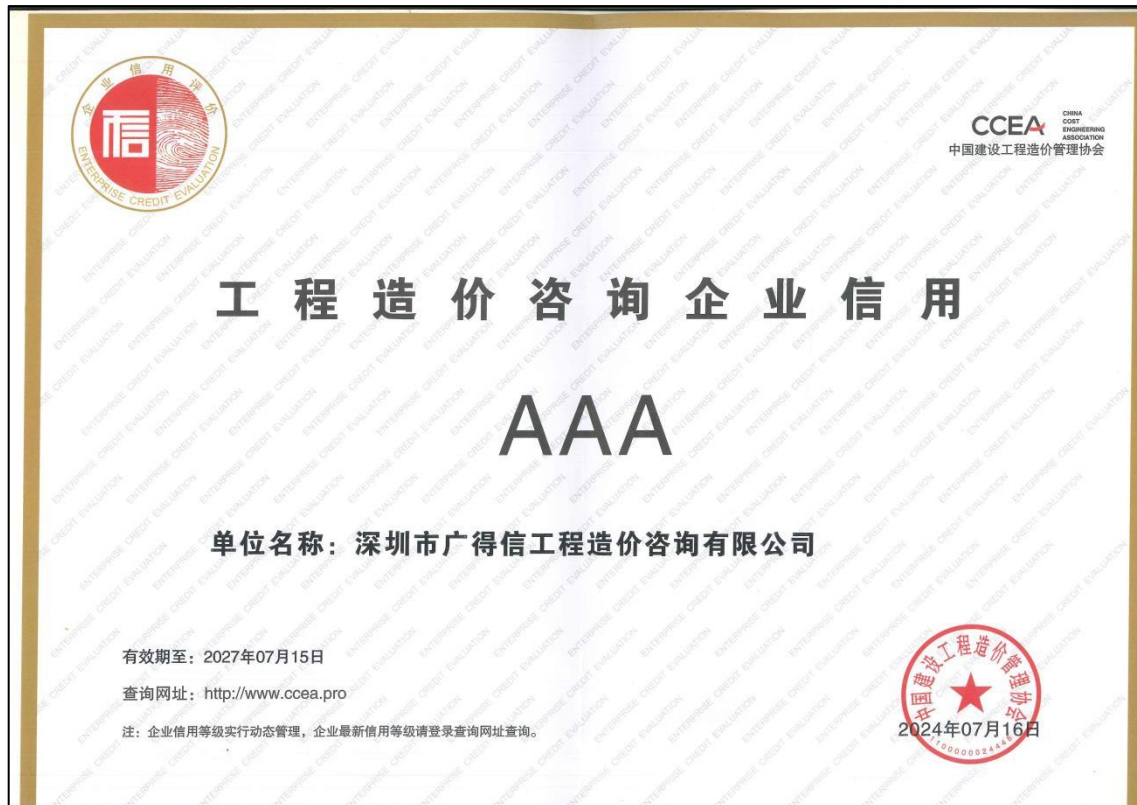 企业信用评价
信
ENTERPRISE CREDIT EVALUATION
CCEA
CHINA
COST
ENGINEERING
ASSOCIATION
中国建设工程造价管理协会
工程造价咨询企业信用
AAA
单位名称：深圳市广得信工程造价咨询有限公司
有效期至：2027年07月15日
查询网址：http://www.ccea.pro
注：企业信用等级实行动态管理，企业最新信用等级请登录查询网址查询。
中国建设工程造价管理协会
2024年07月16日